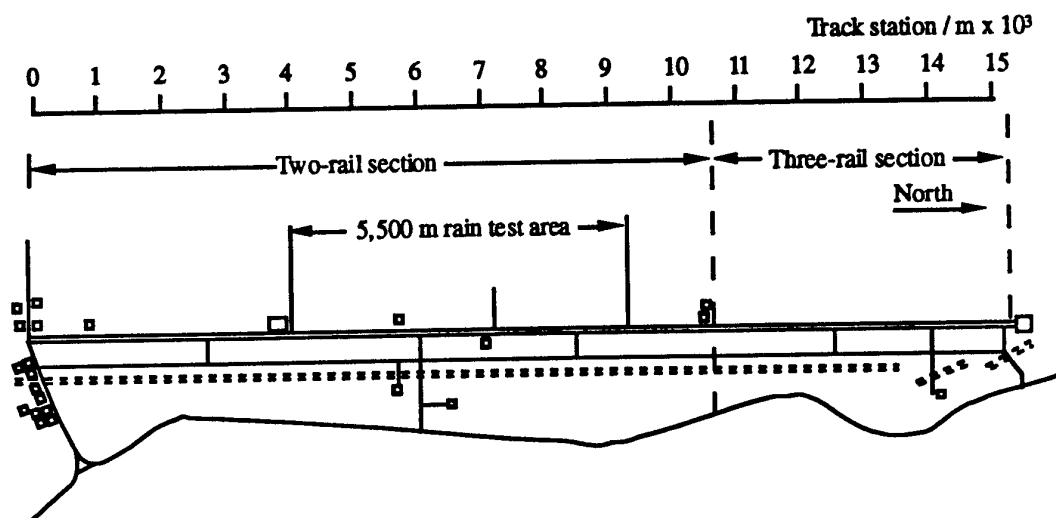 Track station / m x 10³
0 1 2 3 4 5 6 7 8 9 10 11 12 13 14 15
Two-rail section
Three-rail section
North
5,500 m rain test area